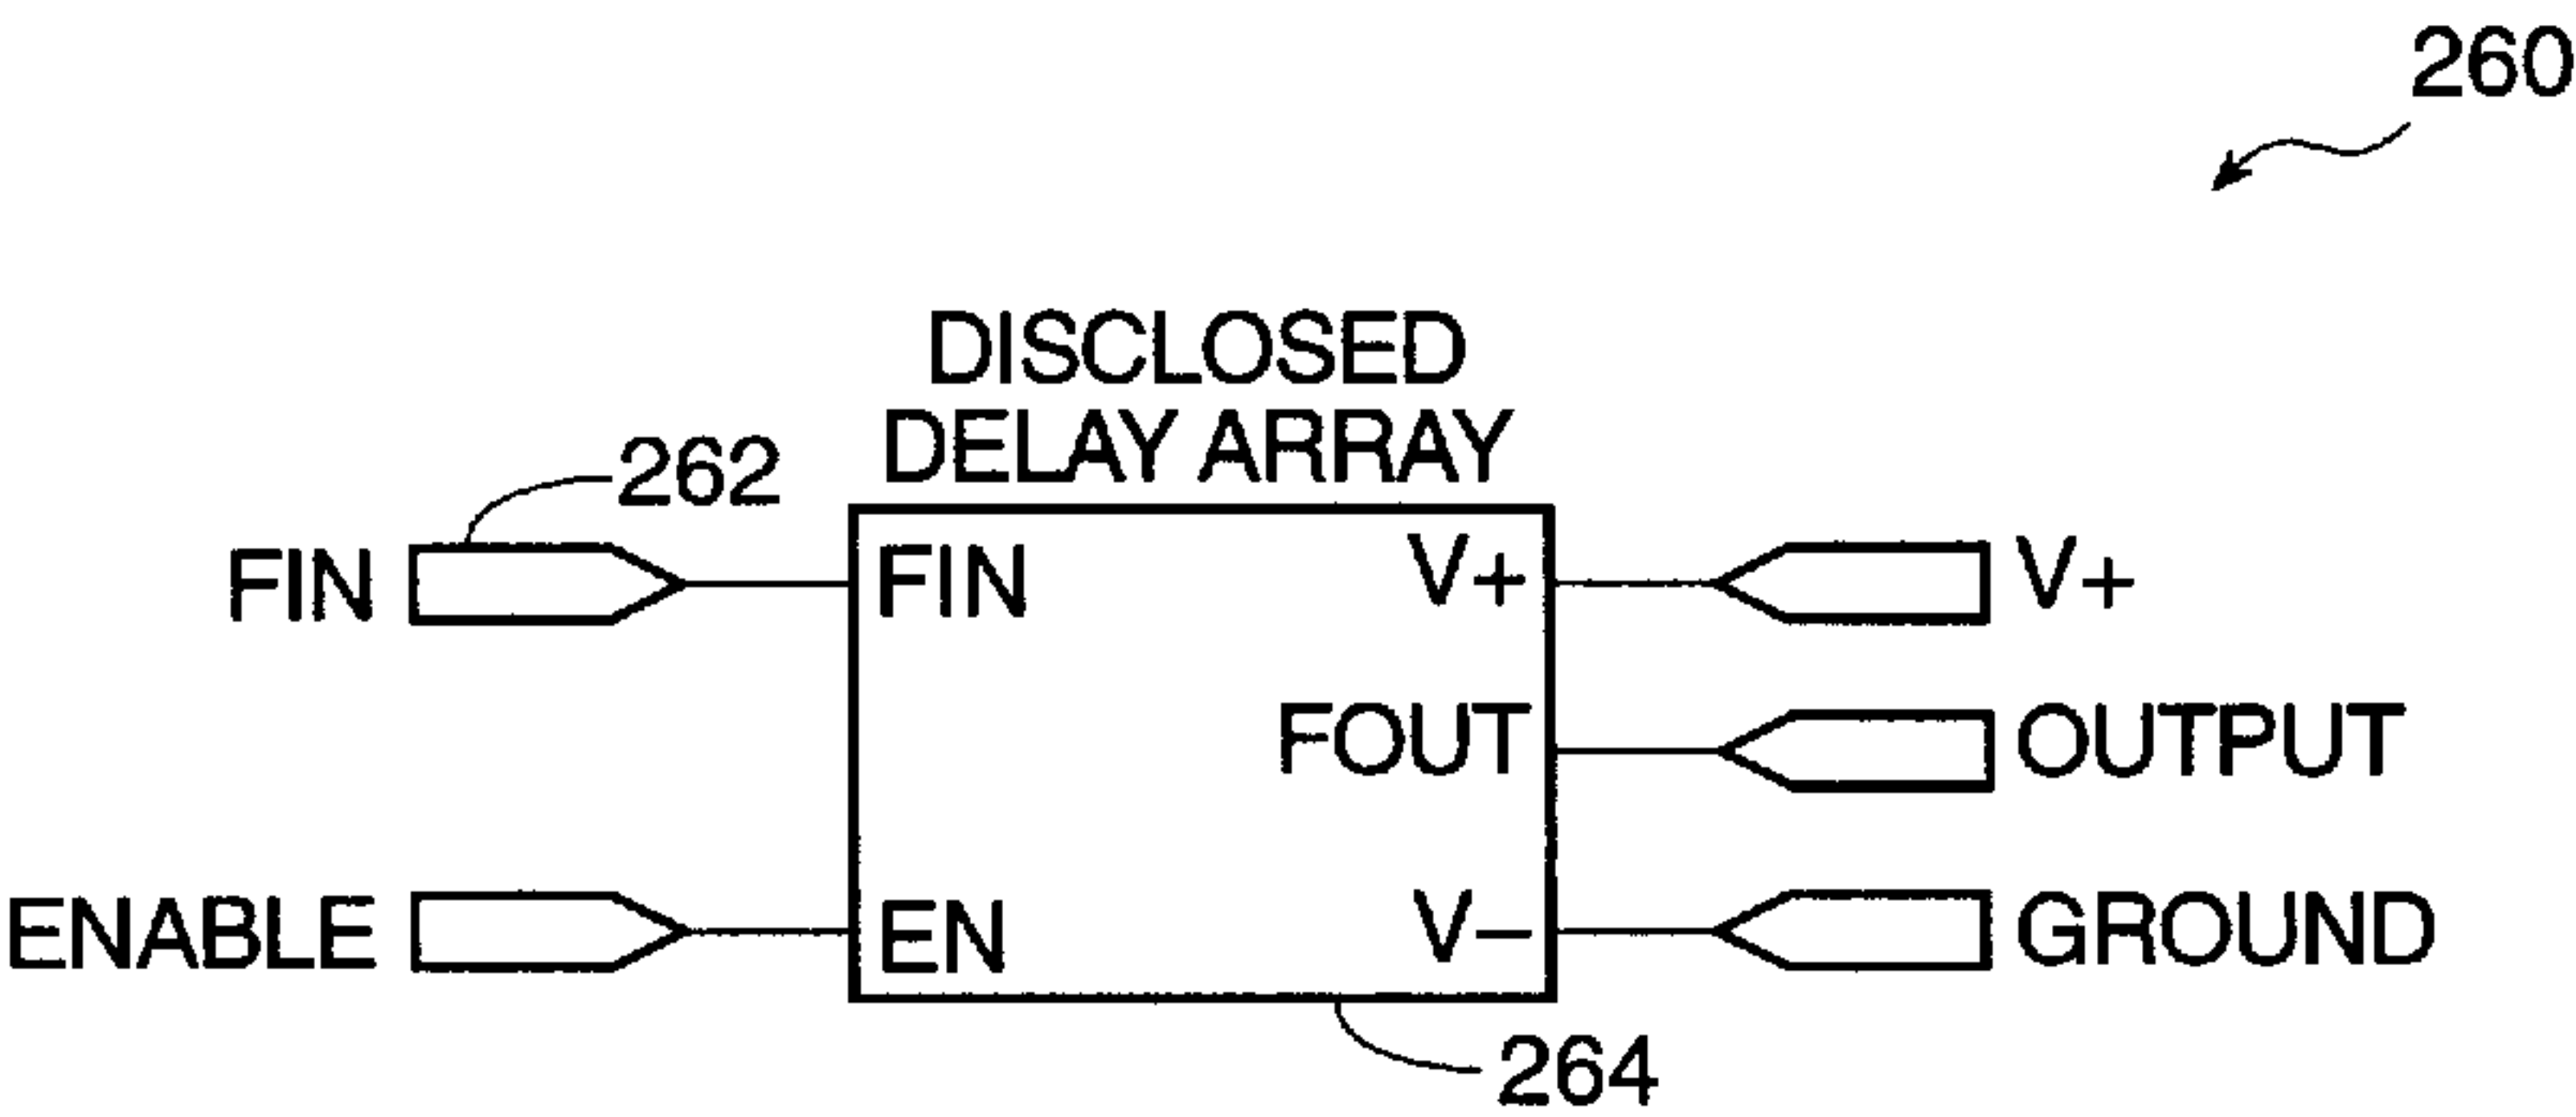 260
DISCLOSED
DELAY ARRAY
262
FIN
FIN
V+
V+
FOUT
OUTPUT
ENABLE
EN
V−
GROUND
264